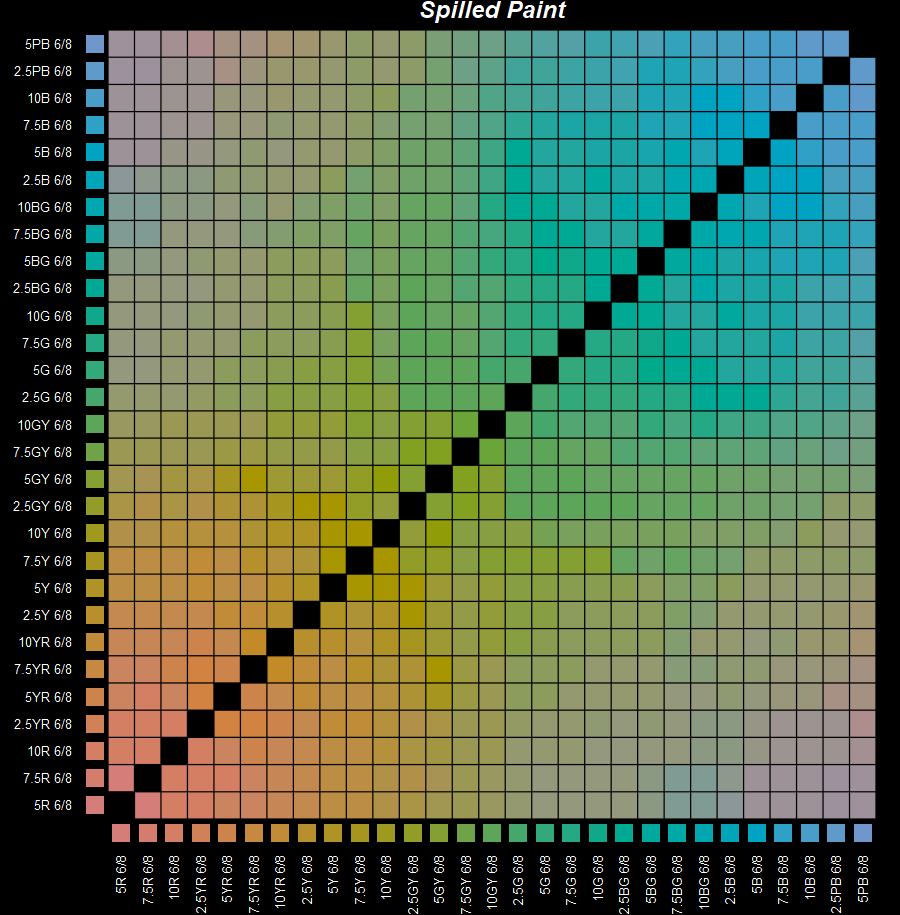 Spilled Paint
5PB 6/8
2.5PB 6/8
10B 6/8
7.5B 6/8
5B 6/8
2.5B 6/8
10BG 6/8
7.5BG 6/8
5BG 6/8
2.5BG 6/8
10G 6/8
7.5G 6/8
5G 6/8
2.5G 6/8
10GY 6/8
7.5GY 6/8
5GY 6/8
2.5GY 6/8
10Y 6/8
7.5Y 6/8
5Y 6/8
2.5Y 6/8
10YR 6/8
7.5YR 6/8
5YR 6/8
2.5YR 6/8
10R 6/8
7.5R 6/8
5R 6/8
5R 6/8
7.5R 6/8
10R 6/8
2.5YR 6/8
5YR 6/8
7.5YR 6/8
10YR 6/8
2.5Y 6/8
5Y 6/8
7.5Y 6/8
10Y 6/8
2.5GY 6/8
5GY 6/8
7.5GY 6/8
10GY 6/8
2.5G 6/8
5G 6/8
7.5G 6/8
10G 6/8
2.5BG 6/8
5BG 6/8
7.5BG 6/8
10BG 6/8
2.5B 6/8
5B 6/8
7.5B 6/8
10B 6/8
2.5PB 6/8
5PB 6/8